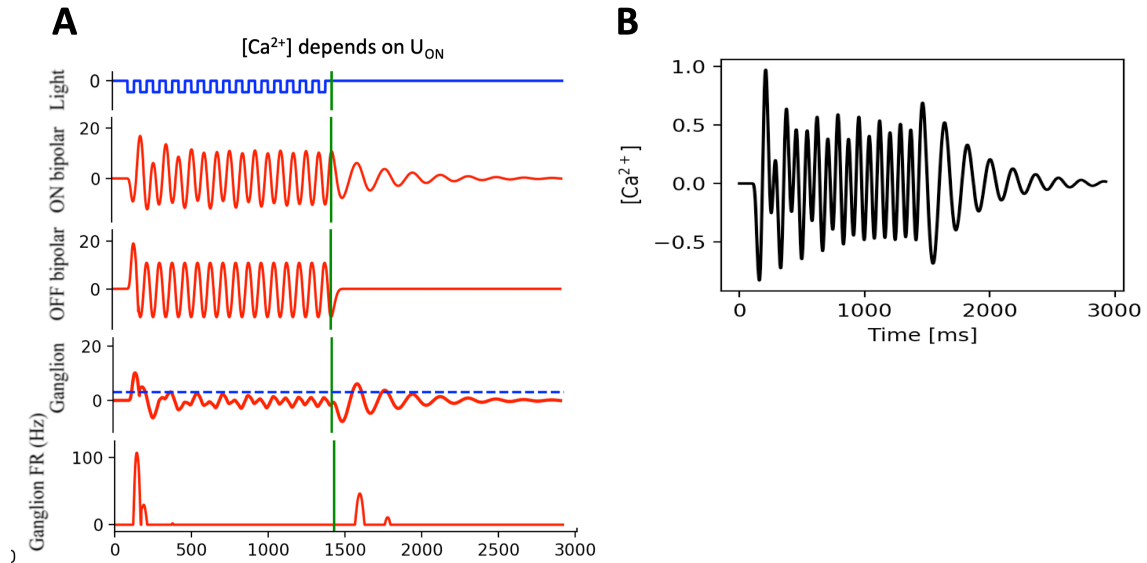 A
[Ca²⁺] depends on U_ON
Light
0
ON bipolar
20
0
OFF bipolar
20
0
Ganglion
20
0
Ganglion FR (Hz)
100
0
0 500 1000 1500 2000 2500 3000
)
B
[Ca²⁺]
1.0
0.5
0.0
−0.5
0 1000 2000 3000
Time [ms]